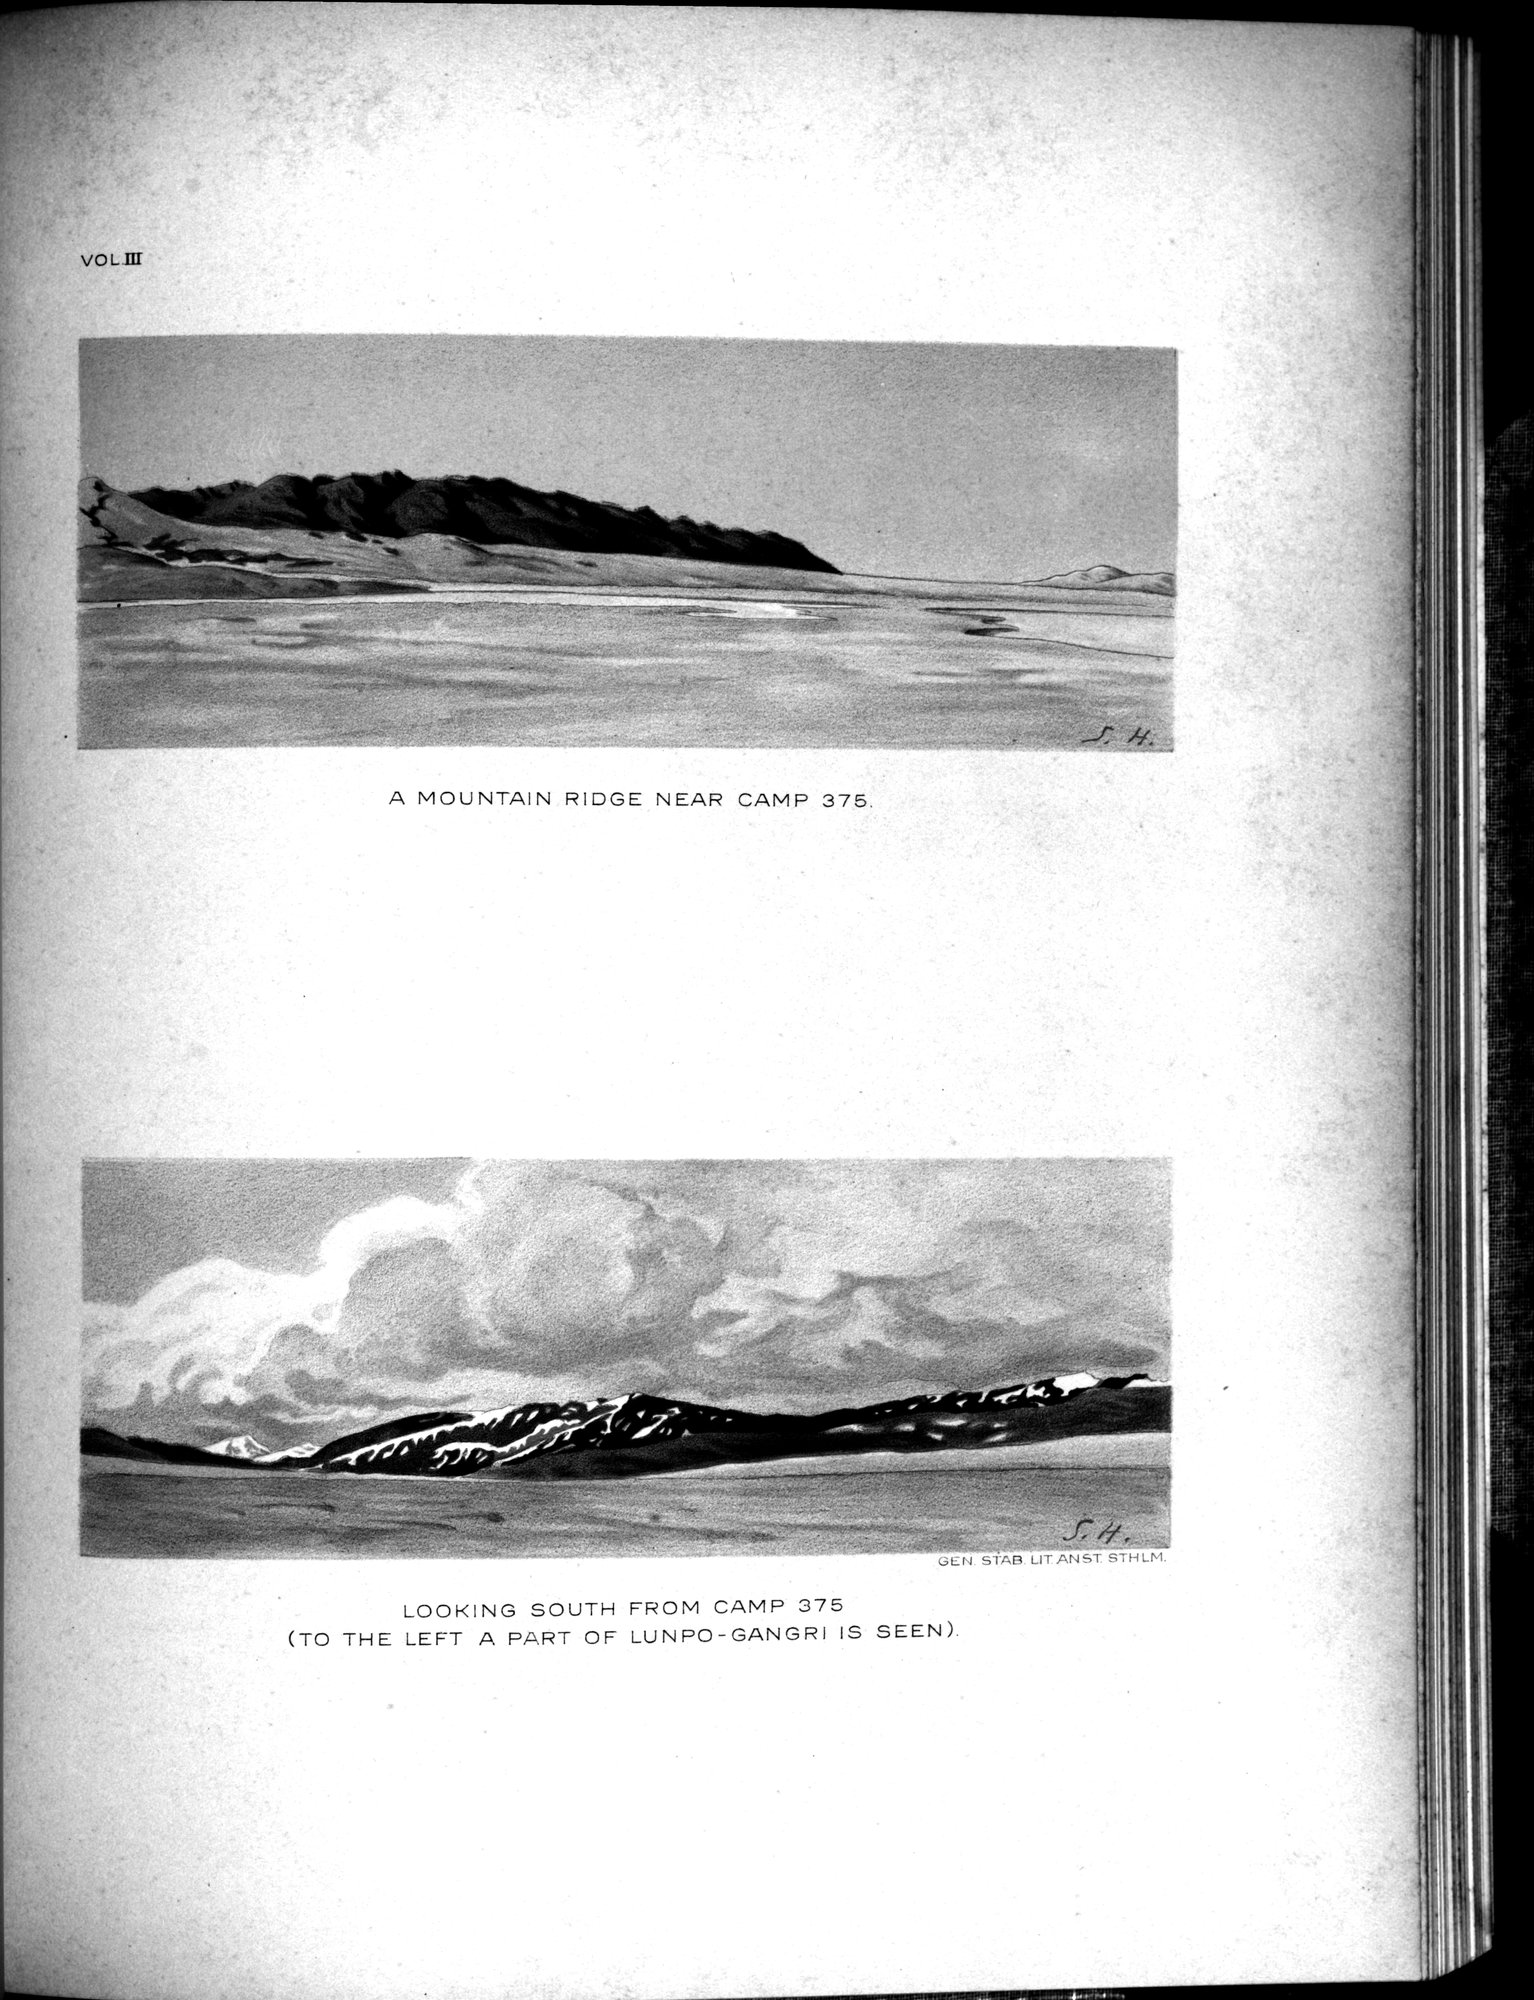 VOL.III
S. H.
A MOUNTAIN RIDGE NEAR CAMP 375.
S. H.
GEN. STAB. LIT. ANST. STHLM.
LOOKING SOUTH FROM CAMP 375
(TO THE LEFT A PART OF LUNPO-GANGRI IS SEEN).